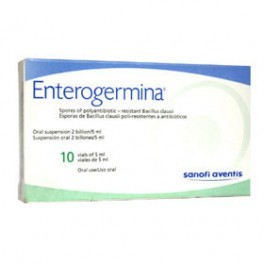 Enterogermina®
Spores of polyantibiotic - resistant Bacillus clausii
Esporas de Bacillus clausii poli-resistentes a antibióticos
Oral suspension 2 billion/5 ml
Suspensión oral 2 billones/5 ml
10 vials of 5 ml
viales de 5 ml
Oral use/Uso oral
sanofi aventis